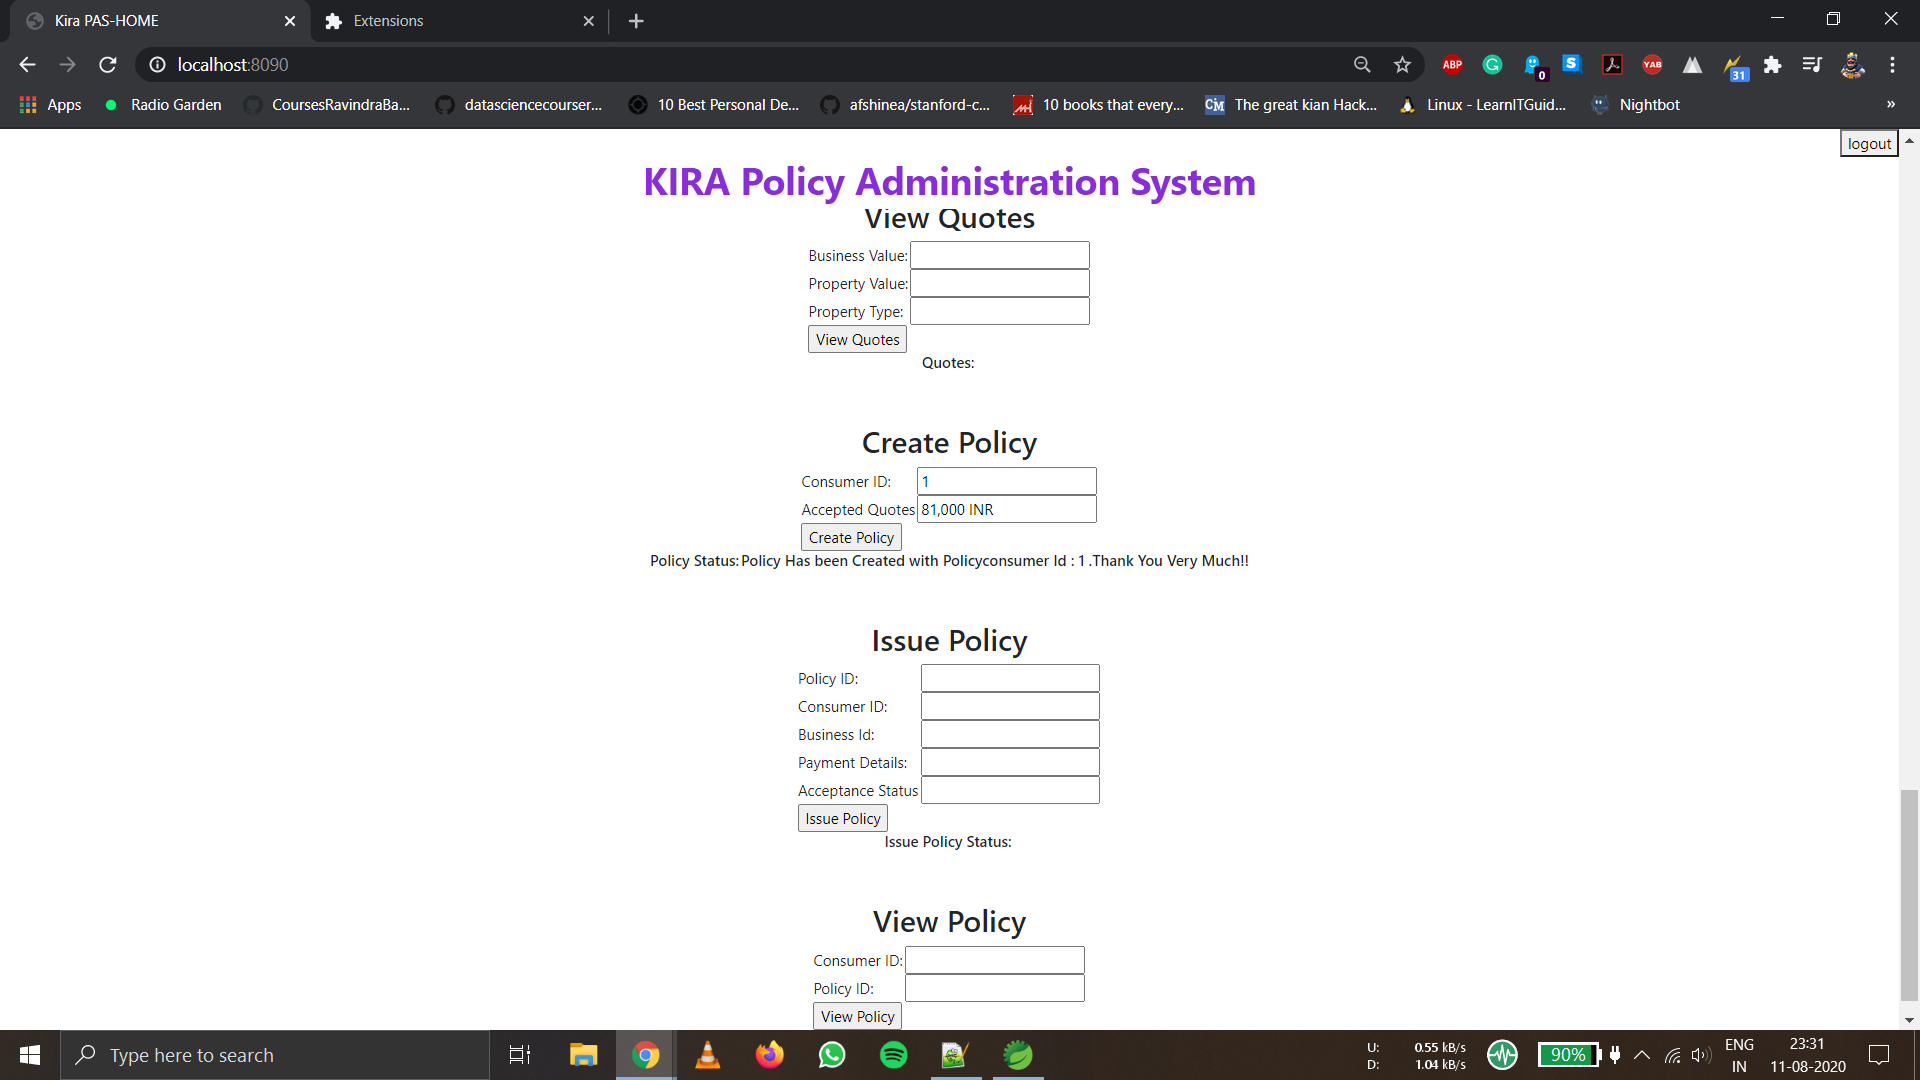 Kira PAS-HOME
Extensions
localhost:8090
ABP
0
S
YAB
31
Apps
Radio Garden
CoursesRavindraBa...
datasciencecourser...
10 Best Personal De...
afshinea/stanford-c...
10 books that every...
CM
The great kian Hack...
Linux - LearnITGuid...
Nightbot
»
logout
KIRA Policy Administration System
View Quotes
Business Value:
Property Value:
Property Type:
View Quotes
Quotes:
Create Policy
Consumer ID: 1
Accepted Quotes 81,000 INR
Create Policy
Policy Status: Policy Has been Created with Policyconsumer Id : 1 .Thank You Very Much!!
Issue Policy
Policy ID:
Consumer ID:
Business Id:
Payment Details:
Acceptance Status
Issue Policy
Issue Policy Status:
View Policy
Consumer ID:
Policy ID:
View Policy
Type here to search
U: 0.55 kB/s
D: 1.04 kB/s
90%
ENG
IN
23:31
11-08-2020